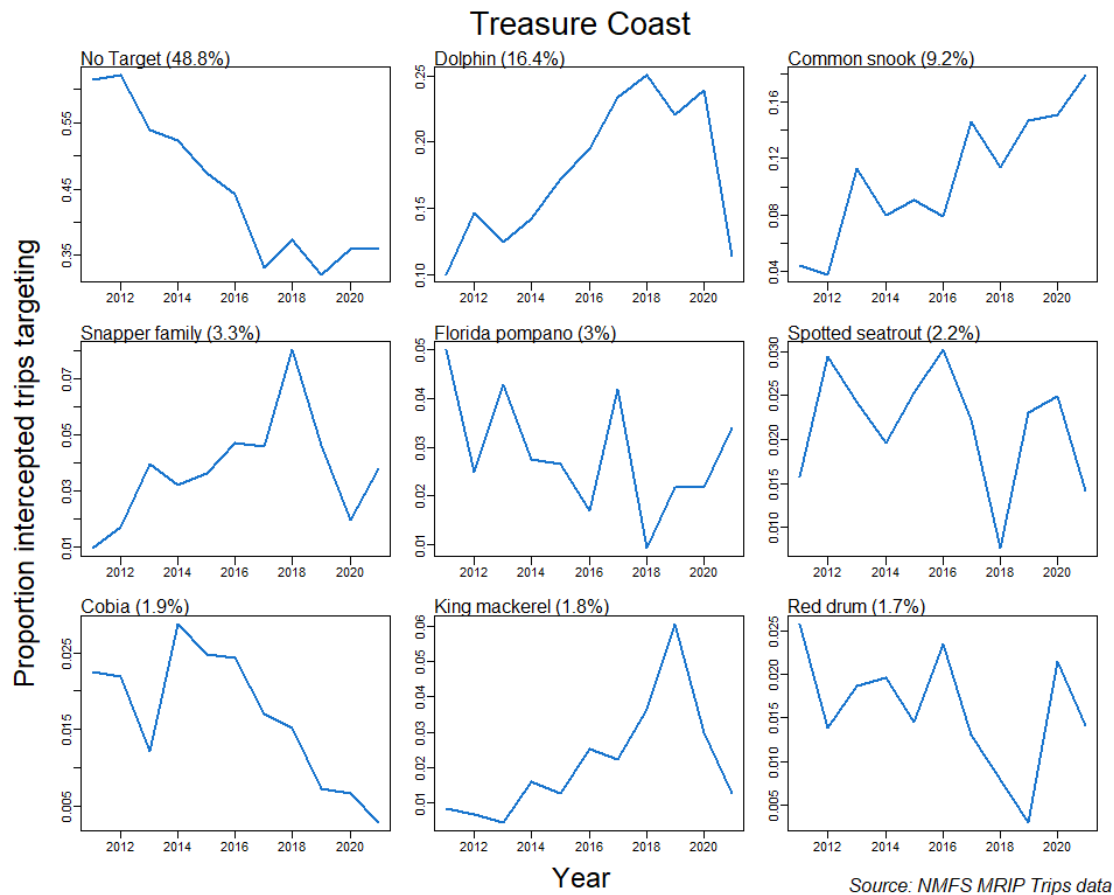 Treasure Coast
Proportion intercepted trips targeting
No Target (48.8%)
0.35
0.45
0.55
2012 2014 2016 2018 2020
Dolphin (16.4%)
0.10
0.15
0.20
0.25
2012 2014 2016 2018 2020
Common snook (9.2%)
0.04
0.08
0.12
0.16
2012 2014 2016 2018 2020
Snapper family (3.3%)
0.01
0.03
0.05
0.07
2012 2014 2016 2018 2020
Florida pompano (3%)
0.01
0.02
0.03
0.04
0.05
2012 2014 2016 2018 2020
Spotted seatrout (2.2%)
0.010
0.015
0.020
0.025
0.030
2012 2014 2016 2018 2020
Cobia (1.9%)
0.005
0.015
0.025
2012 2014 2016 2018 2020
King mackerel (1.8%)
0.01
0.02
0.03
0.04
0.05
0.06
2012 2014 2016 2018 2020
Red drum (1.7%)
0.005
0.010
0.015
0.020
0.025
2012 2014 2016 2018 2020
Year
Source: NMFS MRIP Trips data